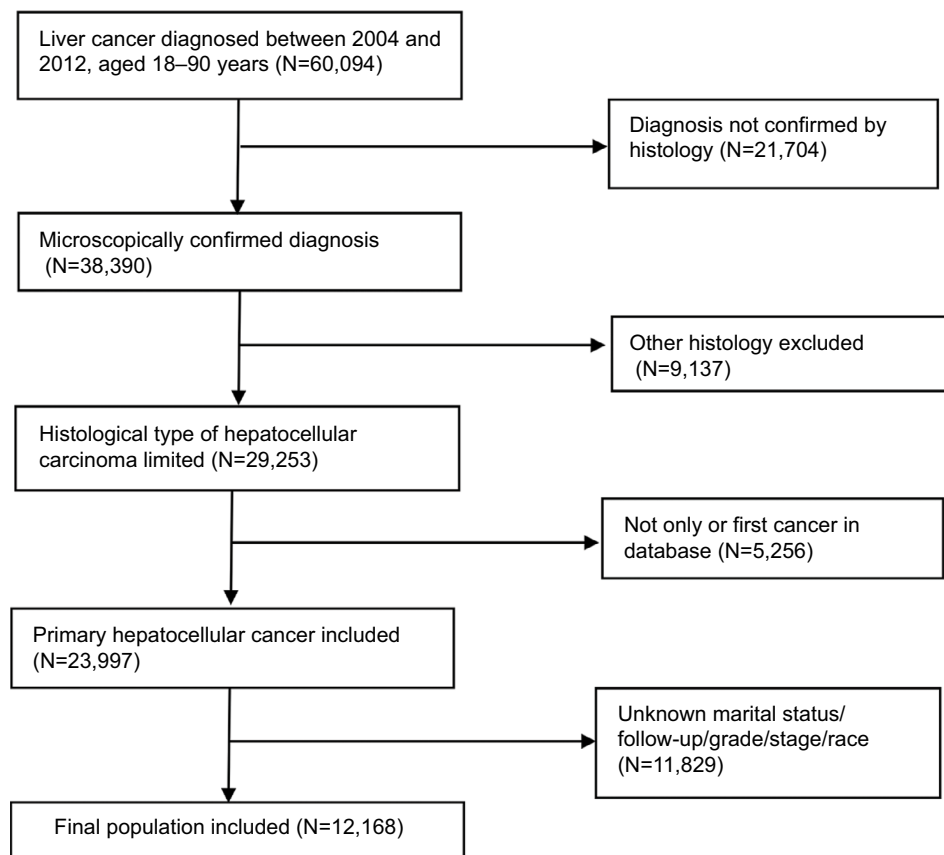 Liver cancer diagnosed between 2004 and
2012, aged 18–90 years (N=60,094)
Diagnosis not confirmed by
histology (N=21,704)
Microscopically confirmed diagnosis
(N=38,390)
Other histology excluded
(N=9,137)
Histological type of hepatocellular
carcinoma limited (N=29,253)
Not only or first cancer in
database (N=5,256)
Primary hepatocellular cancer included
(N=23,997)
Unknown marital status/
follow-up/grade/stage/race
(N=11,829)
Final population included (N=12,168)